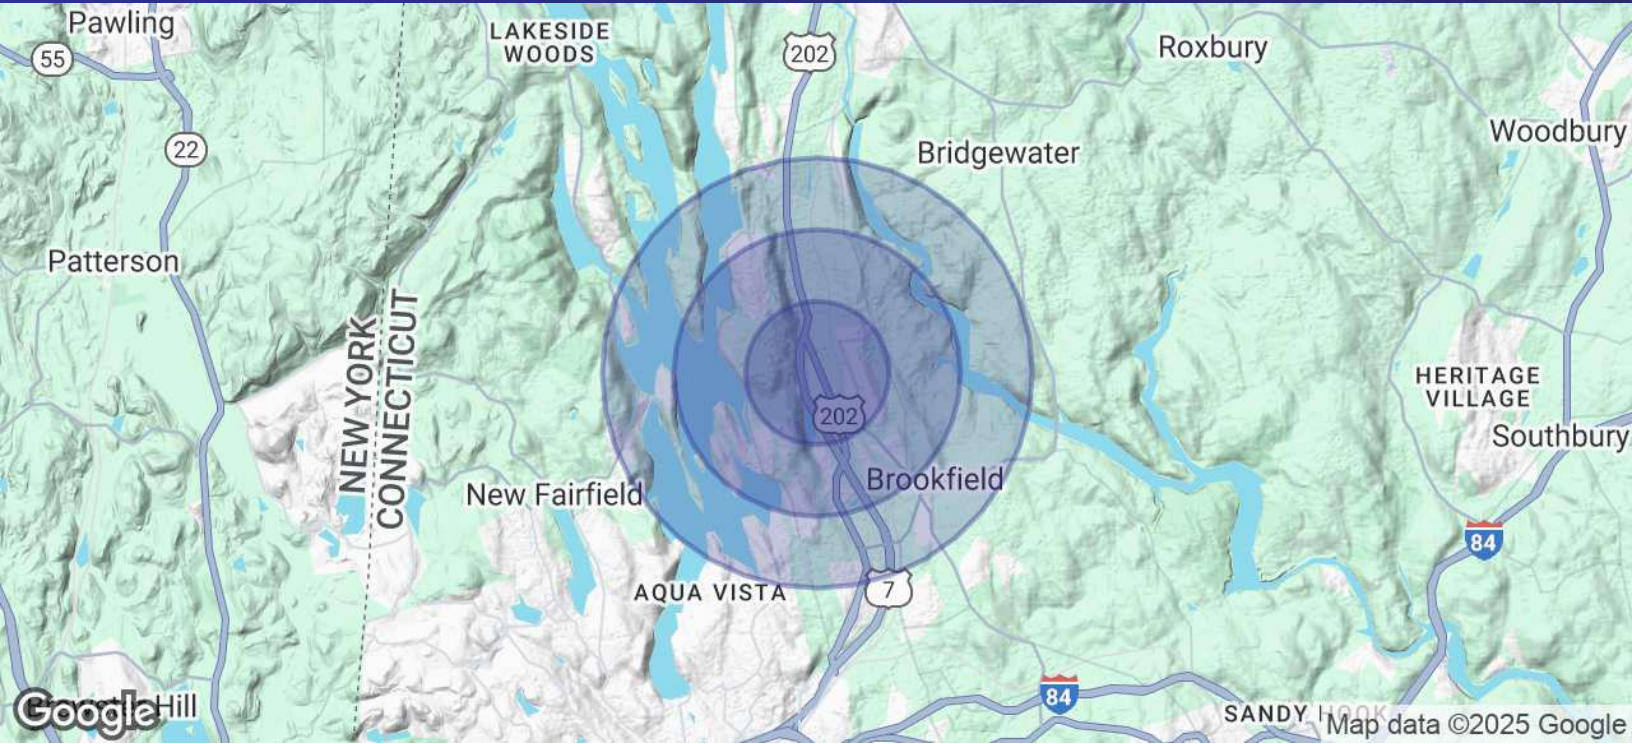 Pawling
LAKESIDE
WOODS
202
Roxbury
55
22
Woodbury
Bridgewater
Patterson
NEW YORK
CONNECTICUT
HERITAGE
VILLAGE
202
Southbury
Brookfield
New Fairfield
84
AQUA VISTA
7
84
Hill
Google
SANDY HOOK
Map data ©2025 Google